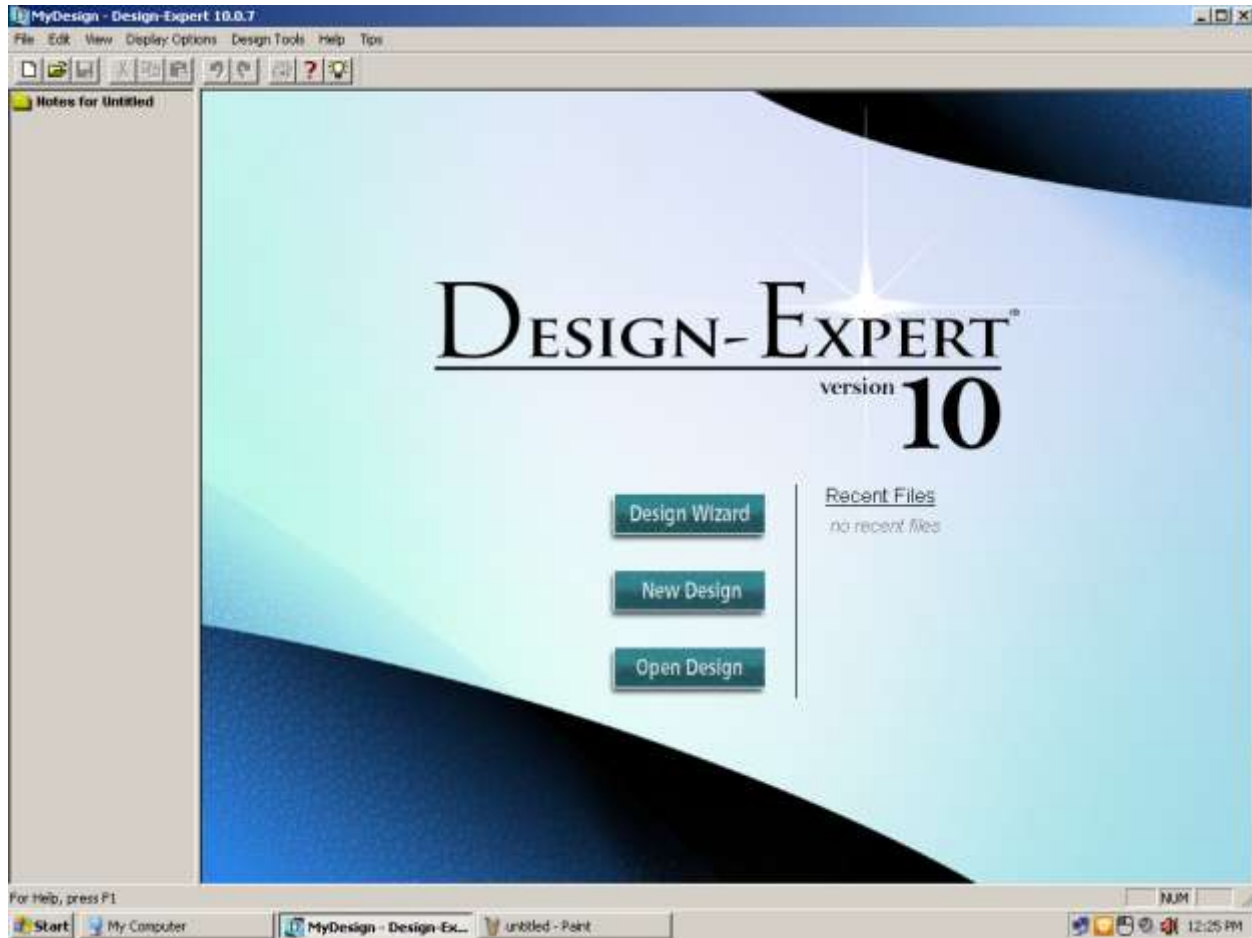 MyDesign - Design-Expert 10.0.7
File Edit View Display Options Design Tools Help Tips
Notes for Untitled
DESIGN-EXPERT®
version 10
Design Wizard
New Design
Open Design
Recent Files
no recent files
For Help, press F1
NUM
Start My Computer MyDesign - Design-Ex... untitled - Paint 12:25 PM